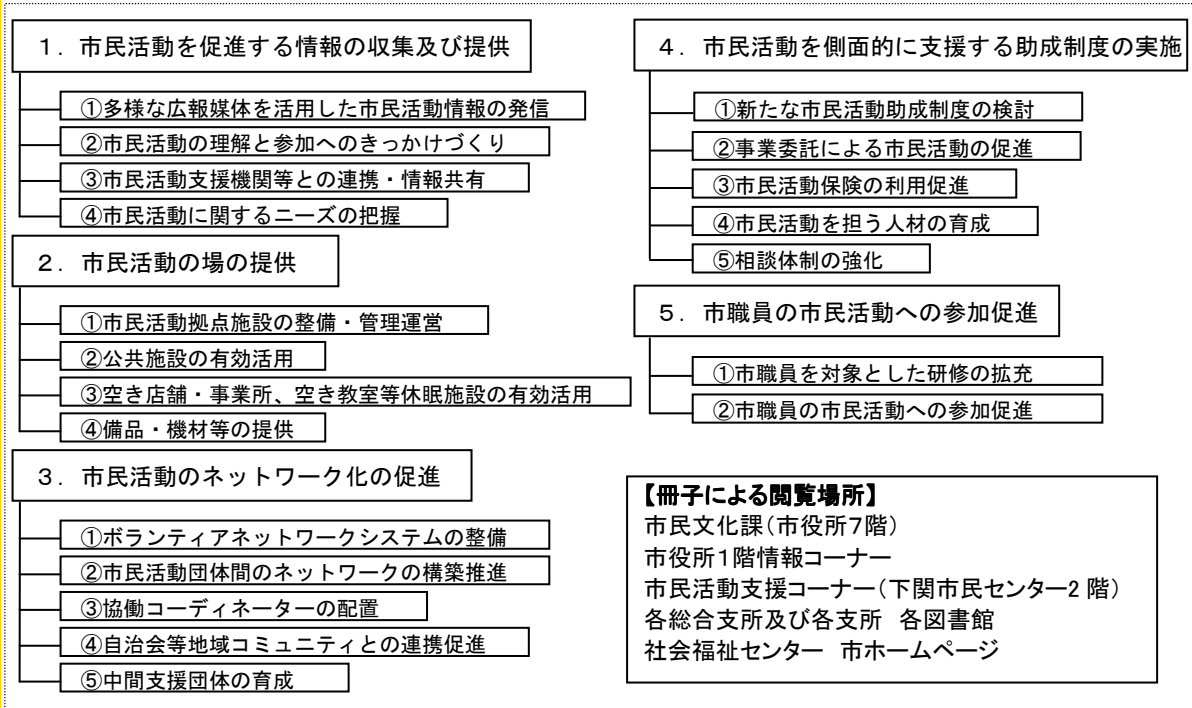 １．市民活動を促進する情報の収集及び提供
①多様な広報媒体を活用した市民活動情報の発信
②市民活動の理解と参加へのきっかけづくり
③市民活動支援機関等との連携・情報共有
④市民活動に関するニーズの把握
２．市民活動の場の提供
①市民活動拠点施設の整備・管理運営
②公共施設の有効活用
③空き店舗・事業所、空き教室等休眠施設の有効活用
④備品・機材等の提供
３．市民活動のネットワーク化の促進
①ボランティアネットワークシステムの整備
②市民活動団体間のネットワークの構築推進
③協働コーディネーターの配置
④自治会等地域コミュニティとの連携促進
⑤中間支援団体の育成
４．市民活動を側面的に支援する助成制度の実施
①新たな市民活動助成制度の検討
②事業委託による市民活動の促進
③市民活動保険の利用促進
④市民活動を担う人材の育成
⑤相談体制の強化
５．市職員の市民活動への参加促進
①市職員を対象とした研修の拡充
②市職員の市民活動への参加促進
【冊子による閲覧場所】
市民文化課(市役所７階)
市役所１階情報コーナー
市民活動支援コーナー(下関市民センター2 階)
各総合支所及び各支所　各図書館
社会福祉センター　市ホームページ